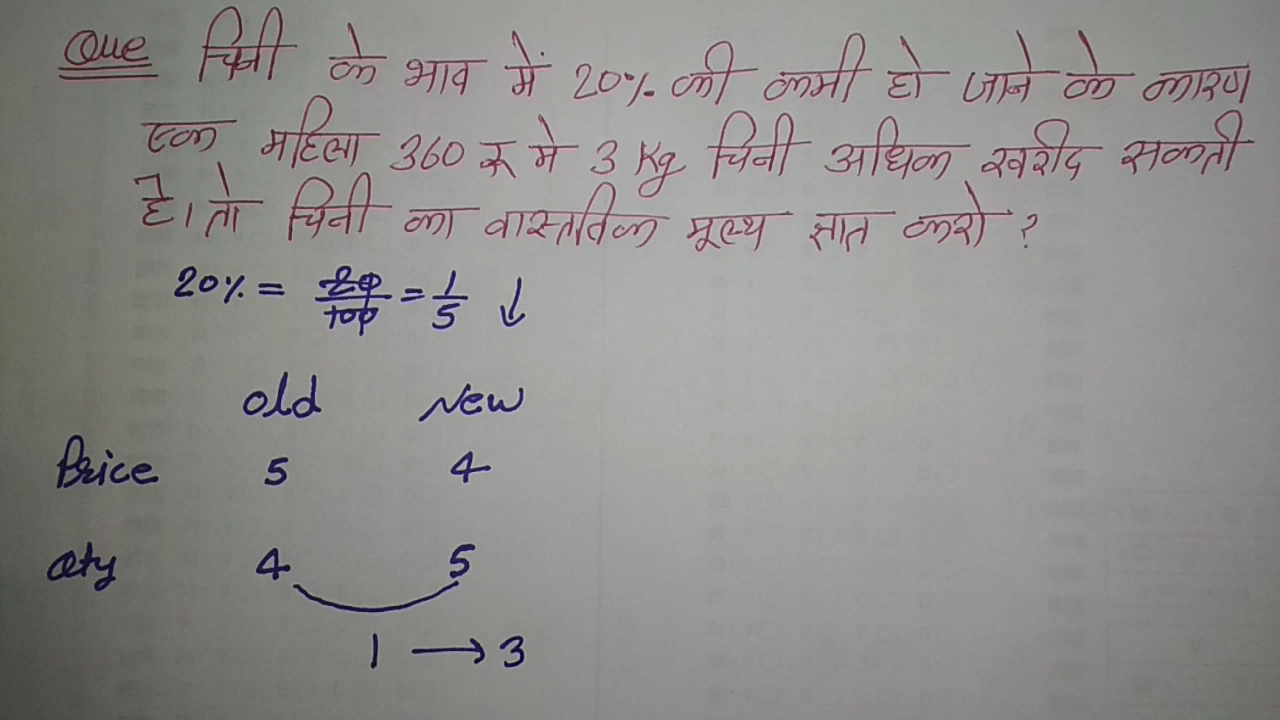 Que चिनी के भाव में 20% की कमी हो जाने के कारण
एक महिला 360 रू मे 3 Kg चिनी अधिक खरीद सकती
है। तो चिनी का वास्तविक मूल्य ज्ञात करो ?
20% = 20/100 = 1/5 ↓
old New
Price 5 4
Qty 4 5
1 → 3